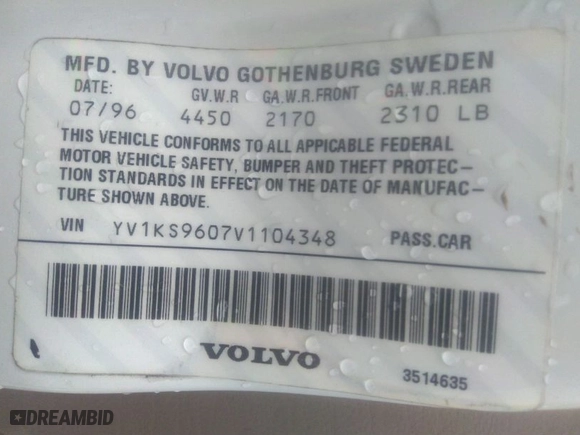 MFD. BY VOLVO GOTHENBURG SWEDEN
DATE: GV.W.R GA.W.R.FRONT GA.W.R.REAR
07/96 4450 2170 2310 LB
THIS VEHICLE CONFORMS TO ALL APPICABLE FEDERAL
MOTOR VEHICLE SAFETY, BUMPER AND THEFT PROTEC–
TION STANDARDS IN EFFECT ON THE DATE OF MANUFAC–
TURE SHOWN ABOVE.
VIN YV1KS9607V1104348 PASS.CAR
VOLVO
3514635
DREAMBID